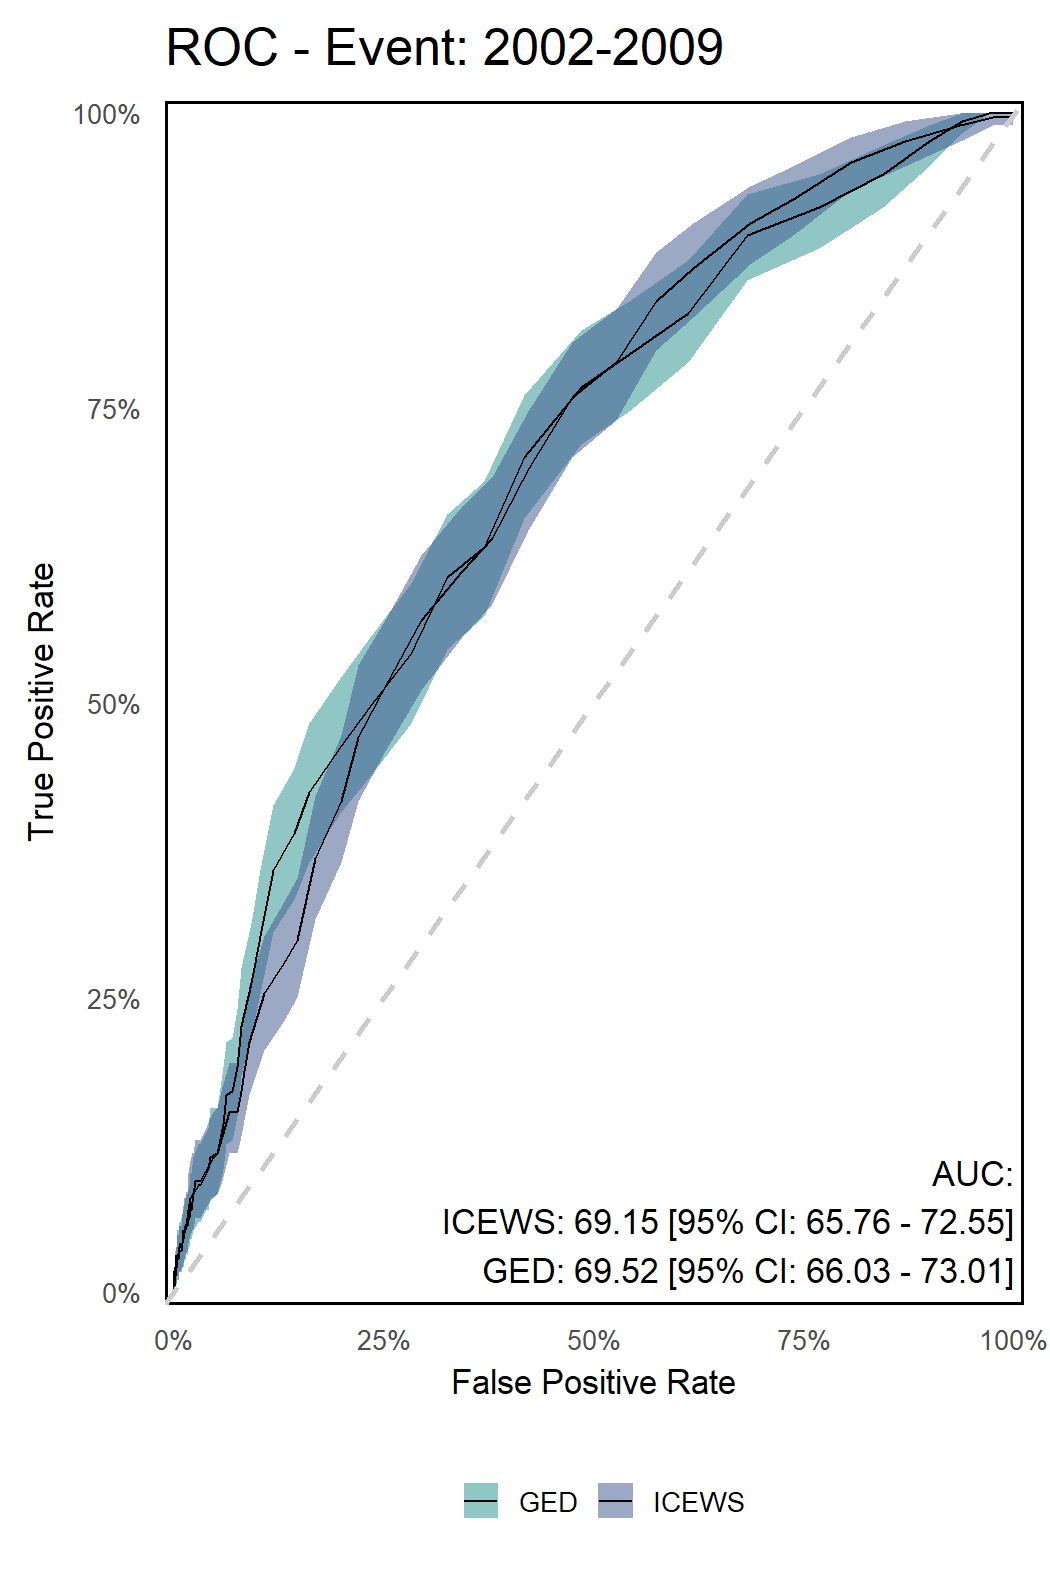 ROC - Event: 2002-2009
100%
75%
50%
25%
0%
True Positive Rate
AUC:
ICEWS: 69.15 [95% CI: 65.76 - 72.55]
GED: 69.52 [95% CI: 66.03 - 73.01]
0% 25% 50% 75% 100%
False Positive Rate
GED ICEWS